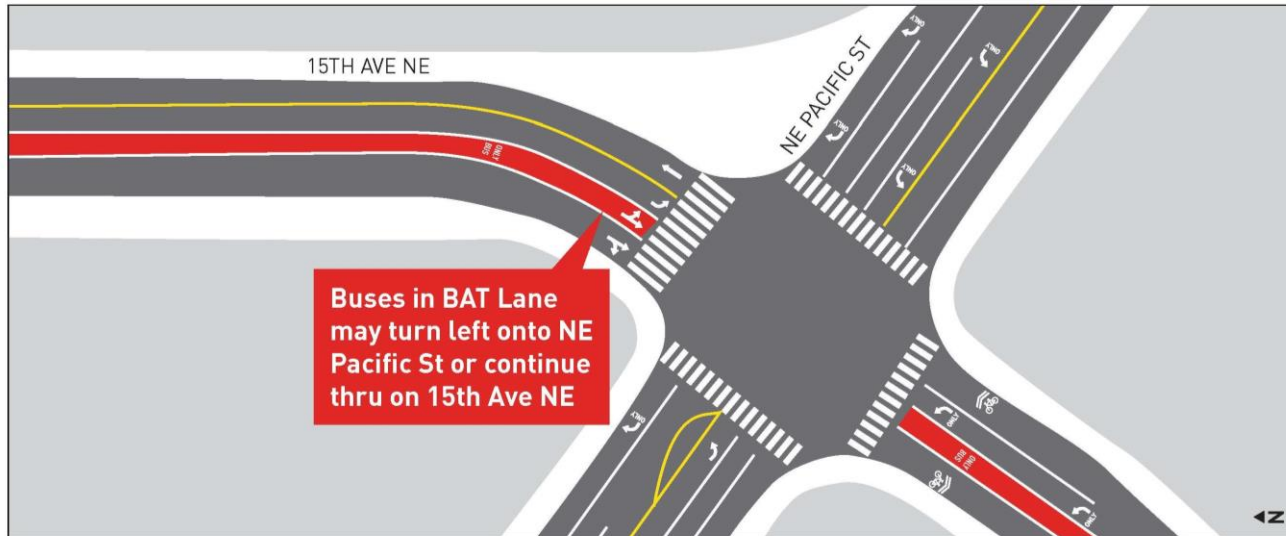 15TH AVE NE
NE PACIFIC ST
ONLY
ONLY
ONLY
ONLY
ONLY
BUS
Buses in BAT Lane
may turn left onto NE
Pacific St or continue
thru on 15th Ave NE
ONLY
ONLY
ONLY
BUS
ONLY
N